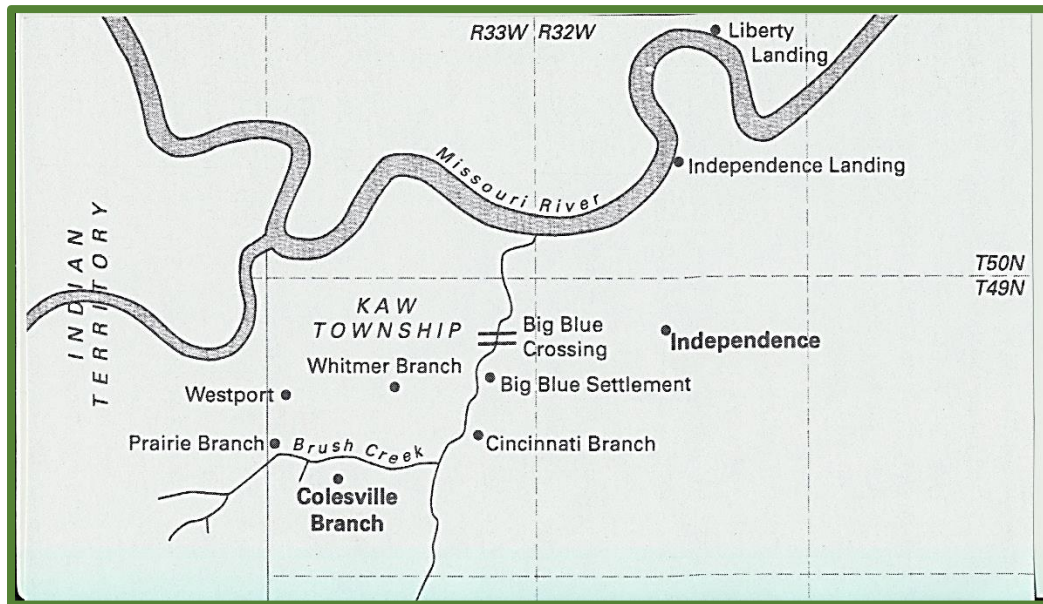 R33W R32W
Liberty
Landing
Missouri River
Independence Landing
INDIAN
TERRITORY
T50N
T49N
KAW
TOWNSHIP
Big Blue
Crossing
Independence
Whitmer Branch
Big Blue Settlement
Westport
Prairie Branch
Brush Creek
Cincinnati Branch
Colesville
Branch